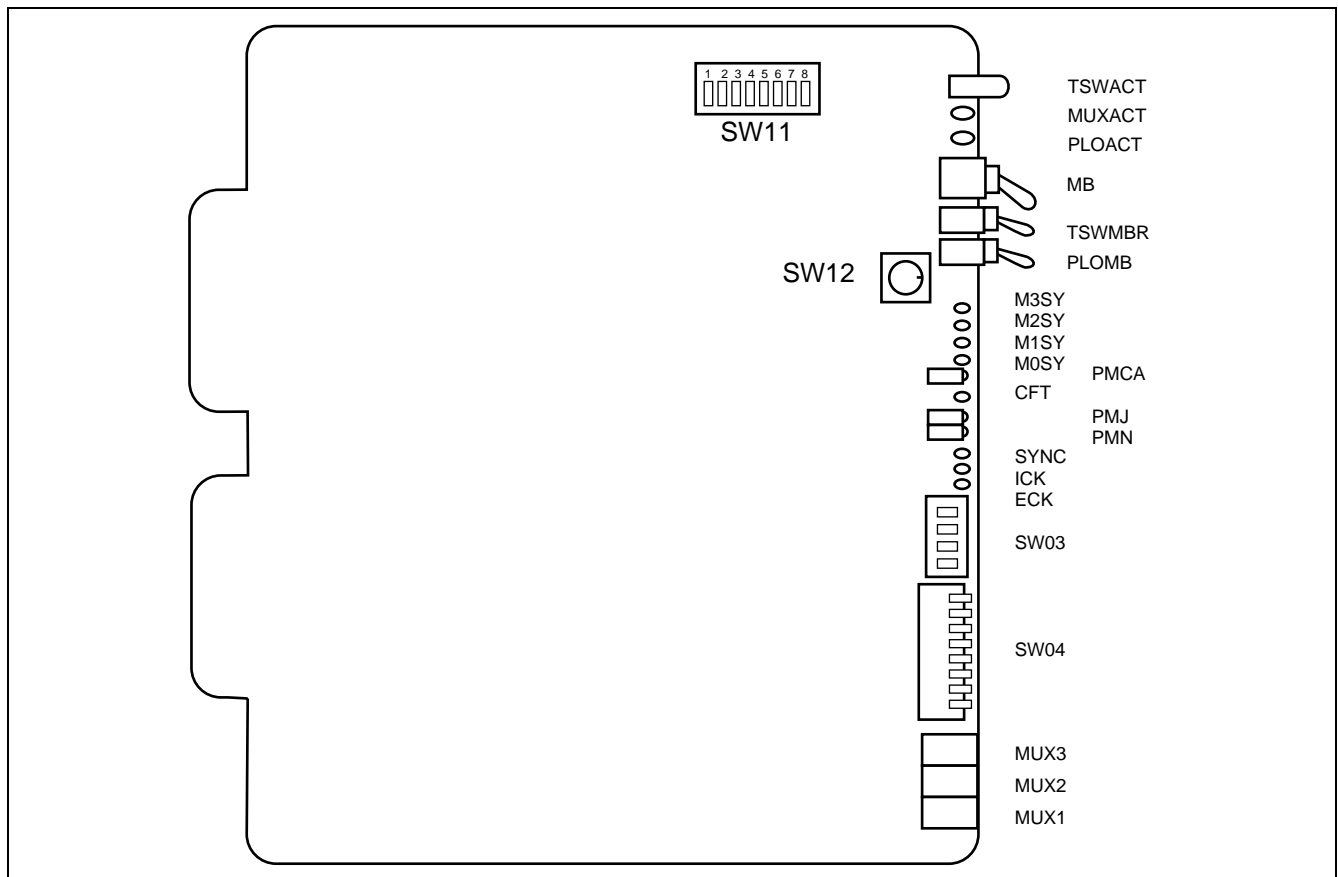 1 2 3 4 5 6 7 8
SW11
TSWACT
MUXACT
PLOACT
MB
TSWMBR
PLOMB
SW12
M3SY
M2SY
M1SY
M0SY
PMCA
CFT
PMJ
PMN
SYNC
ICK
ECK
SW03
SW04
MUX3
MUX2
MUX1